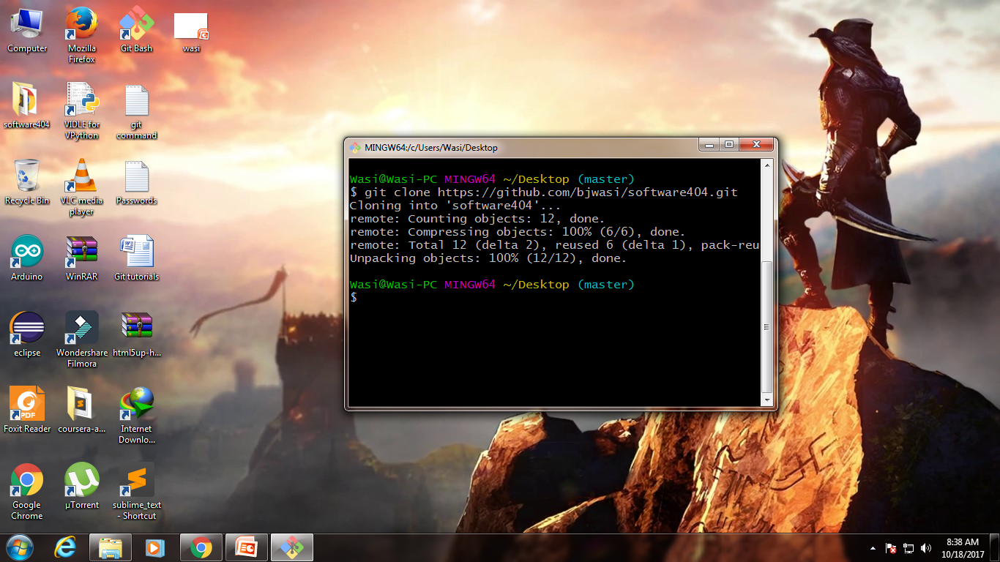 Computer
Mozilla
Firefox
Git Bash
wasi
software404
VIDLE for
VPython
git
command
Recycle Bin
VLC media
player
Passwords
Arduino
WinRAR
Git tutorials
eclipse
Wondershare
Filmora
html5up-h...
PDF
Foxit Reader
coursera-a...
Internet
Downlo...
Google
Chrome
µTorrent
sublime_text
- Shortcut
MINGW64:/c/Users/Wasi/Desktop
Wasi@Wasi-PC MINGW64 ~/Desktop (master)
$ git clone https://github.com/bjwasi/software404.git
Cloning into 'software404'...
remote: Counting objects: 12, done.
remote: Compressing objects: 100% (6/6), done.
remote: Total 12 (delta 2), reused 6 (delta 1), pack-reu
Unpacking objects: 100% (12/12), done.
Wasi@Wasi-PC MINGW64 ~/Desktop (master)
$
8:38 AM
10/18/2017